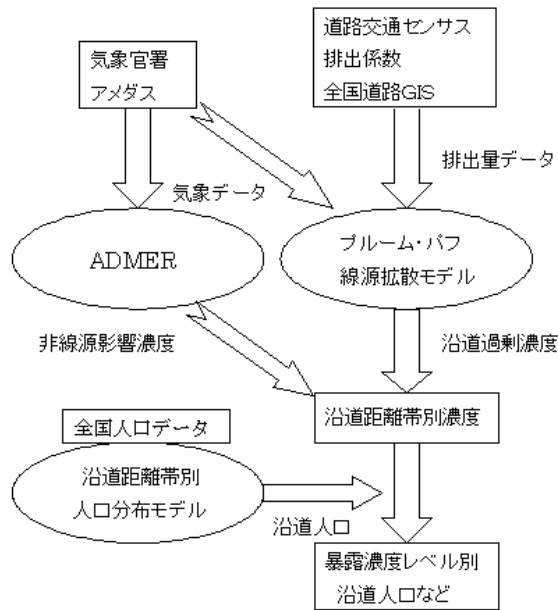 気象官署
アメダス
道路交通センサス
排出係数
全国道路GIS
排出量データ
気象データ
ADMER
プルーム・パフ
線源拡散モデル
非線源影響濃度
沿道過剰濃度
沿道距離帯別濃度
全国人口データ
沿道距離帯別
人口分布モデル
沿道人口
暴露濃度レベル別
沿道人口など